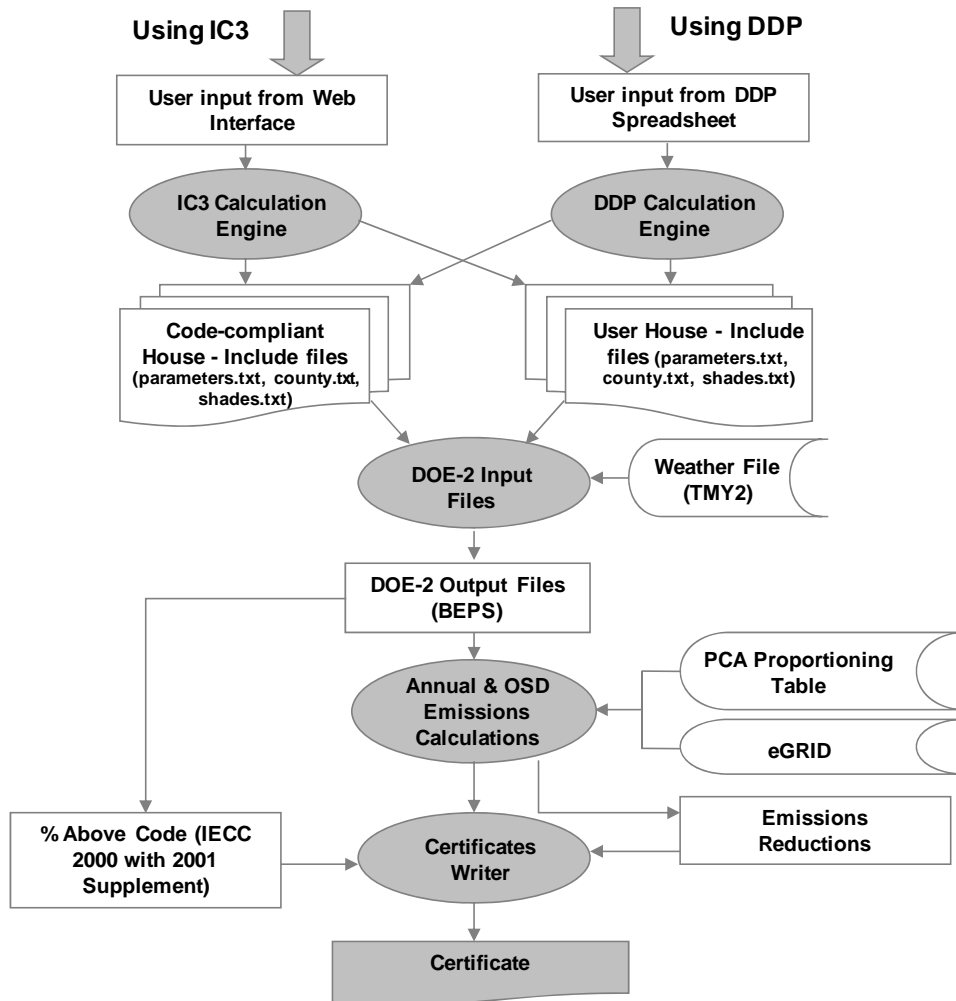 Using IC3
Using DDP
User input from Web
Interface
User input from DDP
Spreadsheet
IC3 Calculation
Engine
DDP Calculation
Engine
Code-compliant
House - Include files
(parameters.txt, county.txt,
shades.txt)
User House - Include
files (parameters.txt,
county.txt, shades.txt)
DOE-2 Input
Files
Weather File
(TMY2)
DOE-2 Output Files
(BEPS)
PCA Proportioning
Table
Annual & OSD
Emissions
Calculations
eGRID
% Above Code (IECC
2000 with 2001
Supplement)
Certificates
Writer
Emissions
Reductions
Certificate